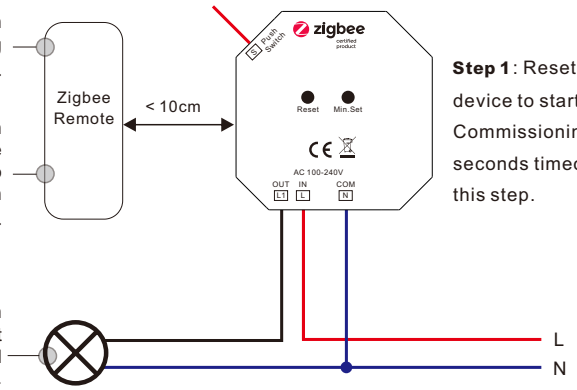 zigbee
certified
product
S
Push
Switch
Zigbee
Remote
< 10cm
Reset
Min.Set
CE
AC 100-240V
OUT
IN
COM
L1
L
N
Step 1: Reset
device to start
Commissionin
seconds timeo
this step.
L
N